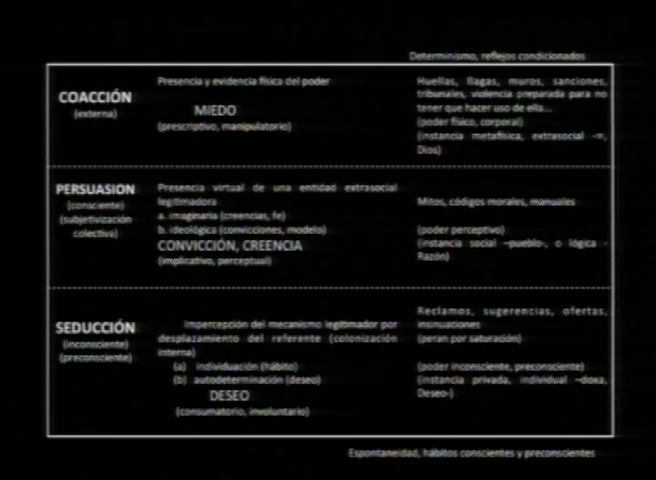 Determinismo, reflejos condicionados
COACCIÓN
(externa)
Presencia y evidencia física del poder
MIEDO
(prescriptivo, manipulatorio)
Huellas, llagas, muros, sanciones,
tribunales, violencia preparada para no
tener que hacer uso de ella...
(poder físico, corporal)
(instancia metafísica, extrasocial
Dios)
PERSUASION
(consciente)
(subjetivización
colectiva)
Presencia virtual de una entidad extrasocial
legitimadora
a. imaginaria (creencias, fe)
b. ideológica (convicciones, modelo)
CONVICCIÓN, CREENCIA
(implicativo, perceptual)
Mitos, códigos morales, manuales
(poder perceptivo)
(instancia social –pueblo-, o lógica -
Razón)
SEDUCCIÓN
(inconsciente)
(preconsciente)
Impercepción del mecanismo legitimador por
desplazamiento del referente (colonización
interna)
(a) individuación (hábito)
(b) autodeterminación (deseo)
DESEO
(consumatorio, involuntario)
Reclamos, sugerencias, ofertas,
insinuaciones
(peran por saturación)
(poder inconsciente, preconsciente)
(instancia privada, individual –doxa,
Deseo-)
Espontaneidad, hábitos conscientes y preconscientes